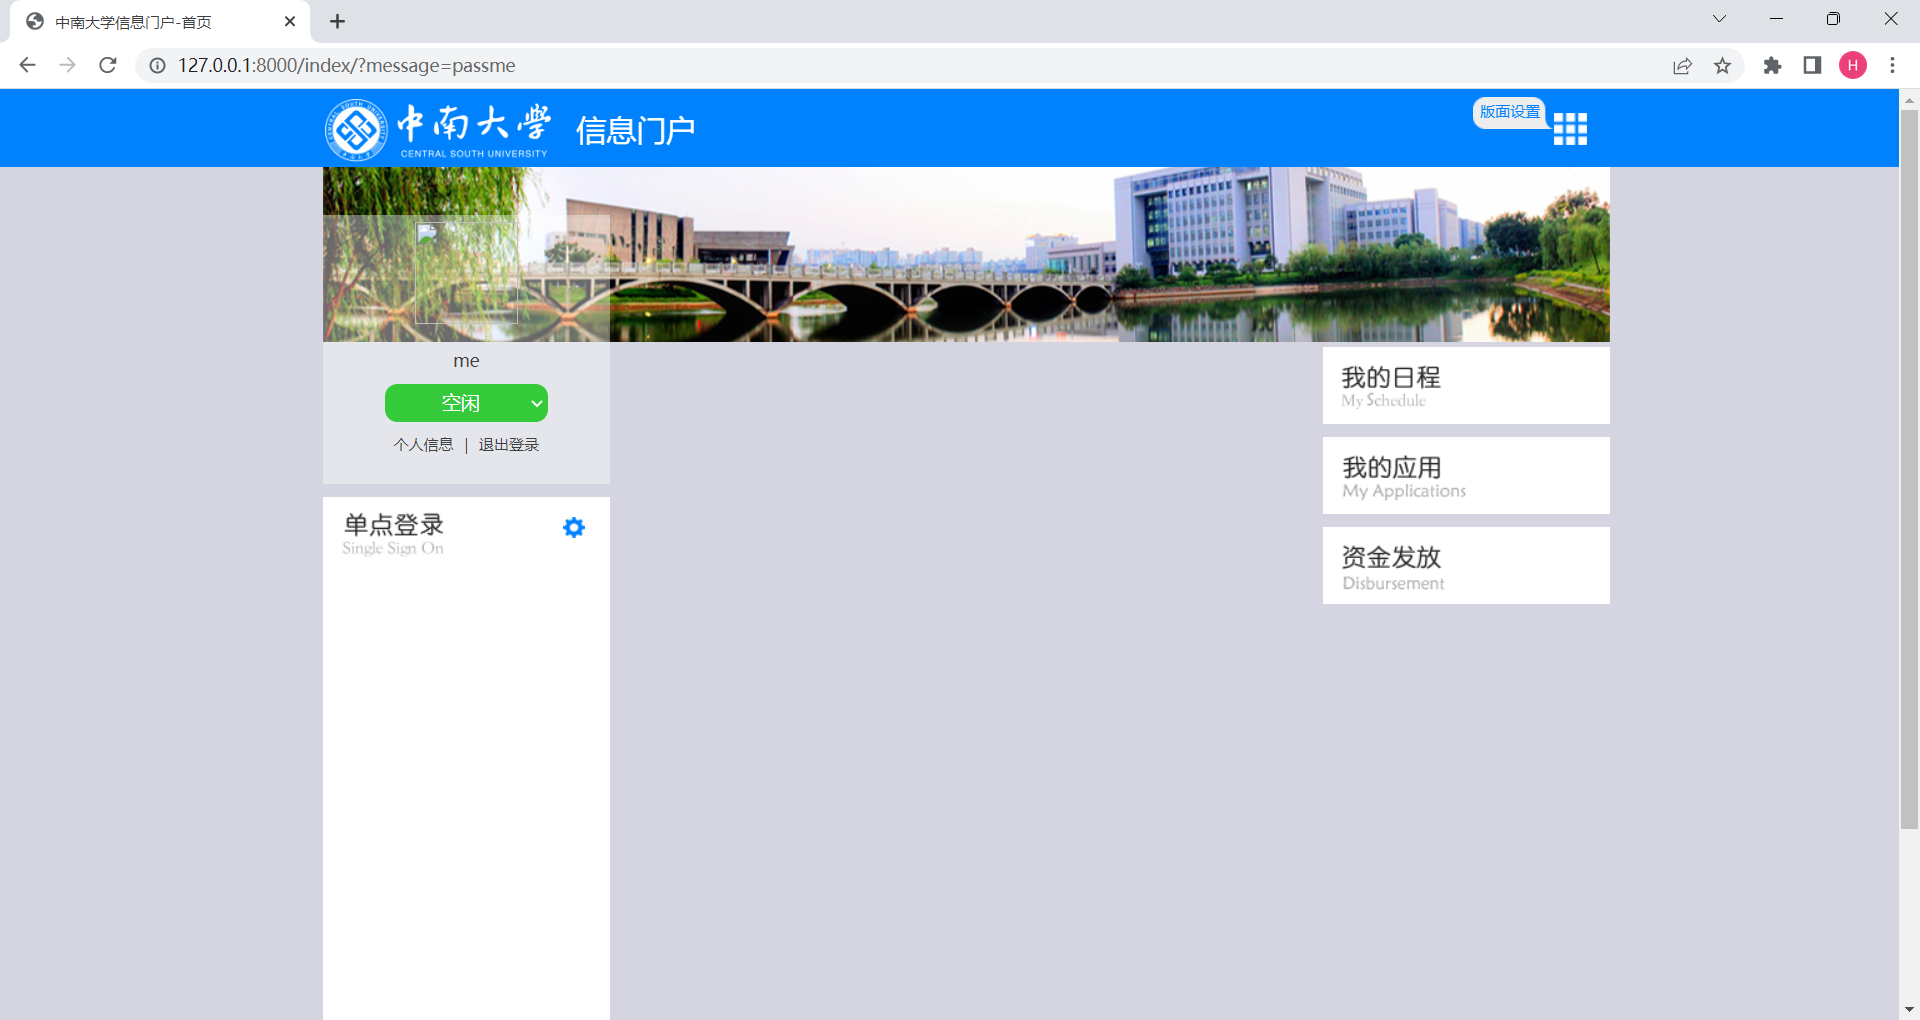 中南大学信息门户-首页
127.0.0.1:8000/index/?message=passme
H
中南大学
CENTRAL SOUTH UNIVERSITY
信息门户
版面设置
me
空闲
个人信息 | 退出登录
单点登录
Single Sign On
我的日程
My Schedule
我的应用
My Applications
资金发放
Disbursement